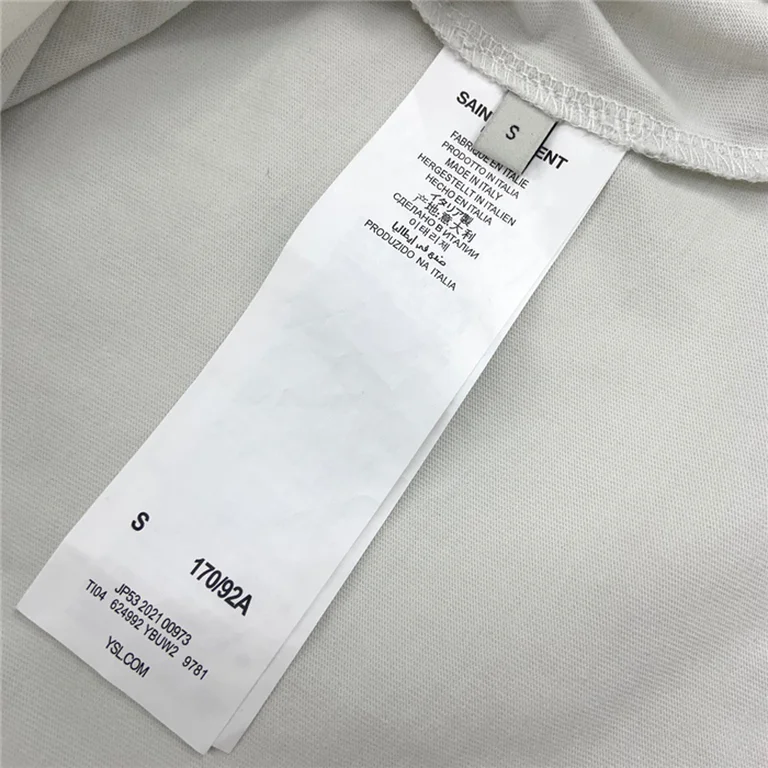 SAIN
S
ENT
FABRIQUE EN ITALIE
PRODOTTO IN ITALIA
MADE IN ITALY
HERGESTELLT IN ITALIEN
HECHO EN ITALIA
イタリア製
产地:意大利
СДЕЛАНО В ИТАЛИИ
이태리제
صنع في إيطاليا
PRODUZIDO NA ITALIA
S
170/92A
JP53 2021 00973
TI04 624992 YBUW2 9781
YSL.COM